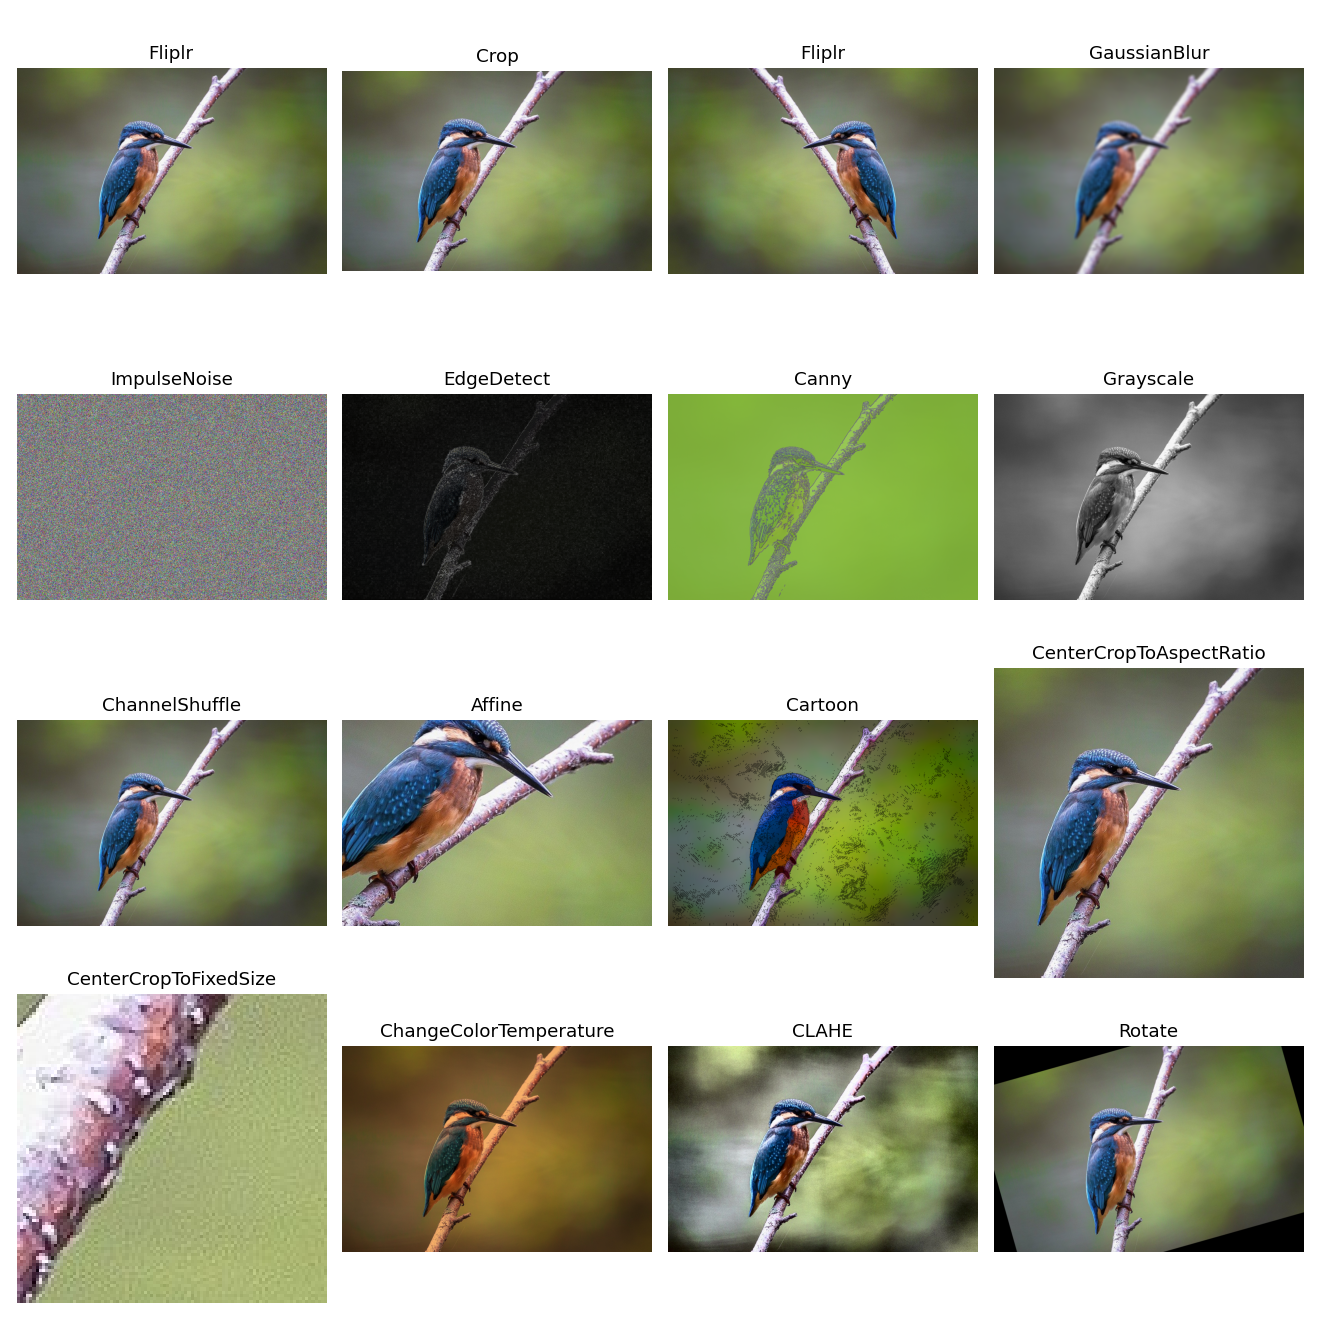 Fliplr
Crop
Fliplr
GaussianBlur
ImpulseNoise
EdgeDetect
Canny
Grayscale
ChannelShuffle
Affine
Cartoon
CenterCropToAspectRatio
CenterCropToFixedSize
ChangeColorTemperature
CLAHE
Rotate